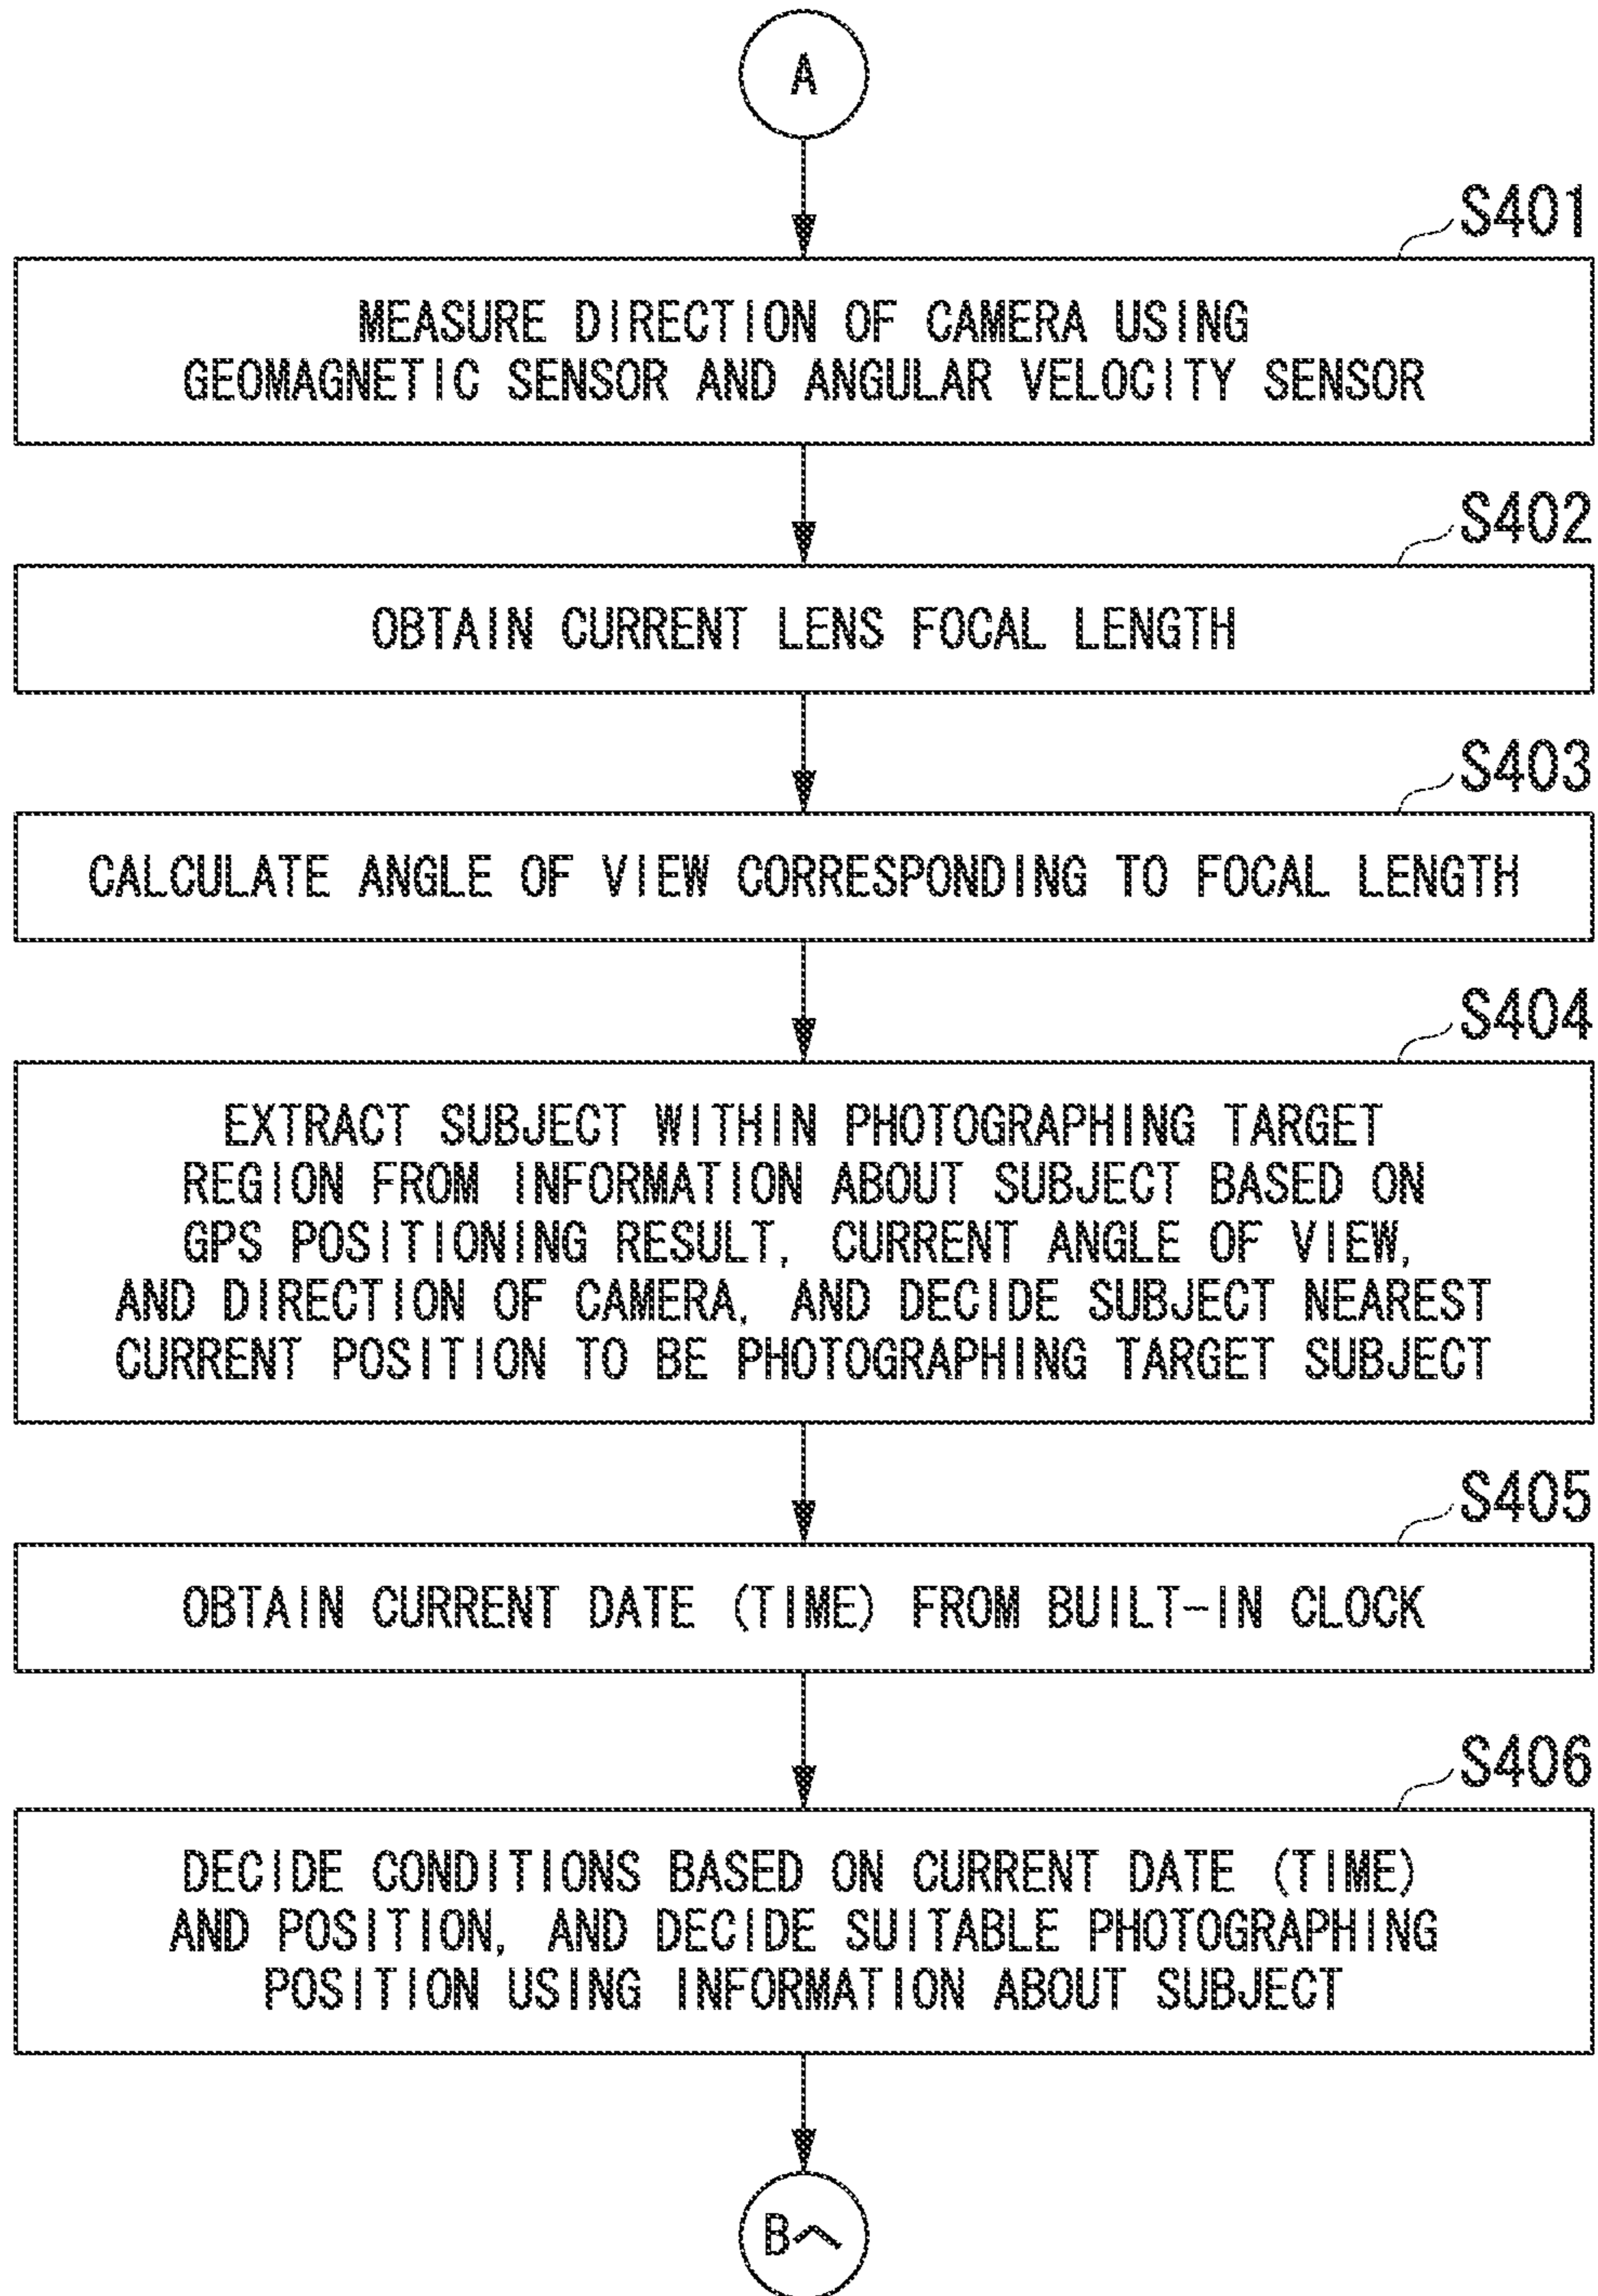 A
S401
MEASURE DIRECTION OF CAMERA USING
GEOMAGNETIC SENSOR AND ANGULAR VELOCITY SENSOR
S402
OBTAIN CURRENT LENS FOCAL LENGTH
S403
CALCULATE ANGLE OF VIEW CORRESPONDING TO FOCAL LENGTH
S404
EXTRACT SUBJECT WITHIN PHOTOGRAPHING TARGET
REGION FROM INFORMATION ABOUT SUBJECT BASED ON
GPS POSITIONING RESULT, CURRENT ANGLE OF VIEW,
AND DIRECTION OF CAMERA, AND DECIDE SUBJECT NEAREST
CURRENT POSITION TO BE PHOTOGRAPHING TARGET SUBJECT
S405
OBTAIN CURRENT DATE (TIME) FROM BUILT-IN CLOCK
S406
DECIDE CONDITIONS BASED ON CURRENT DATE (TIME)
AND POSITION, AND DECIDE SUITABLE PHOTOGRAPHING
POSITION USING INFORMATION ABOUT SUBJECT
Bへ